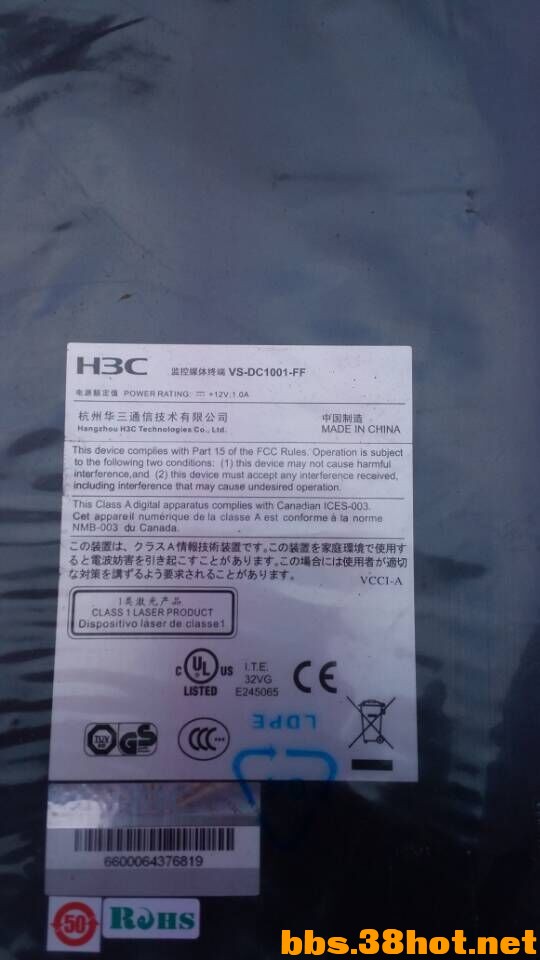 H3C 监控媒体终端 VS-DC1001-FF
电源额定值 POWER RATING: ⎓ +12V:1.0A
杭州华三通信技术有限公司 中国制造
Hangzhou H3C Technologies Co., Ltd. MADE IN CHINA
This device complies with Part 15 of the FCC Rules. Operation is subject
to the following two conditions: (1) this device may not cause harmful
interference,and (2) this device must accept any interference received,
including interference that may cause undesired operation.
This Class A digital apparatus complies with Canadian ICES-003.
Cet appareil numérique de la classe A est conforme à la norme
NMB-003 du Canada.
この装置は、クラスA情報技術装置です。この装置を家庭環境で使用す
ると電波妨害を引き起こすことがあります。この場合には使用者が適切
な対策を講ずるよう要求されることがあります。
VCCI-A
1类激光产品
CLASS 1 LASER PRODUCT
Dispositivo láser de classe1
C UL US
LISTED
I.T.E.
32VG
E245065
CE
LDPE
TUV GS CCC
6600064376819
50 RoHS
bbs.38hot.net